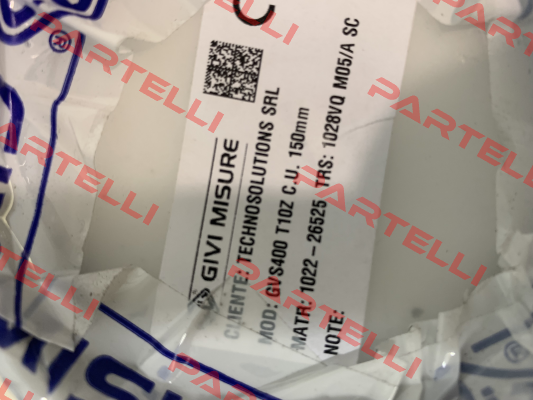 GIVI MISURE
CLIENTE: TECHNOSOLUTIONS SRL
MOD: GVS400 T10Z C.U. 150mm
MATR. 1022-26525 TRS: 1028VQ M05/A SC
NOTE:
PARTELLI
PARTELLI
PARTELLI
PARTELLI
PARTELLI
PARTELLI
PARTELLI